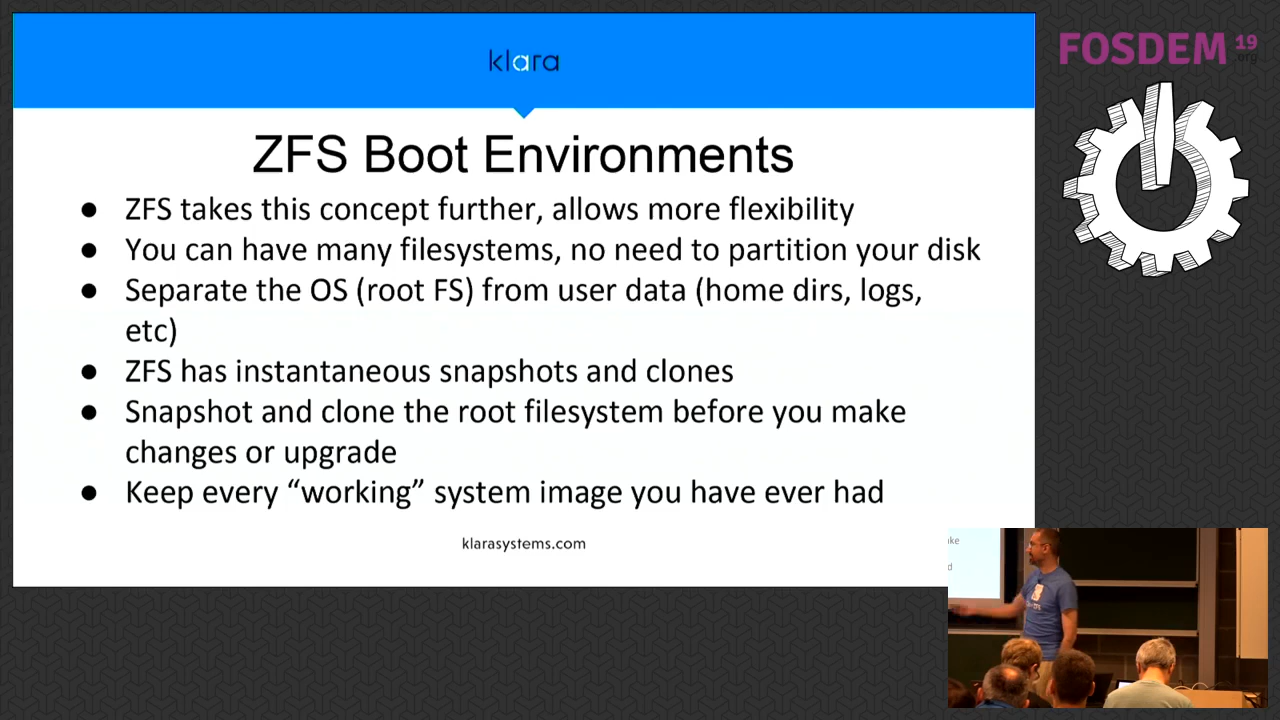 klara
FOSDEM 19
.org
ZFS Boot Environments
● ZFS takes this concept further, allows more flexibility
● You can have many filesystems, no need to partition your disk
● Separate the OS (root FS) from user data (home dirs, logs,
etc)
● ZFS has instantaneous snapshots and clones
● Snapshot and clone the root filesystem before you make
changes or upgrade
● Keep every “working” system image you have ever had
klarasystems.com